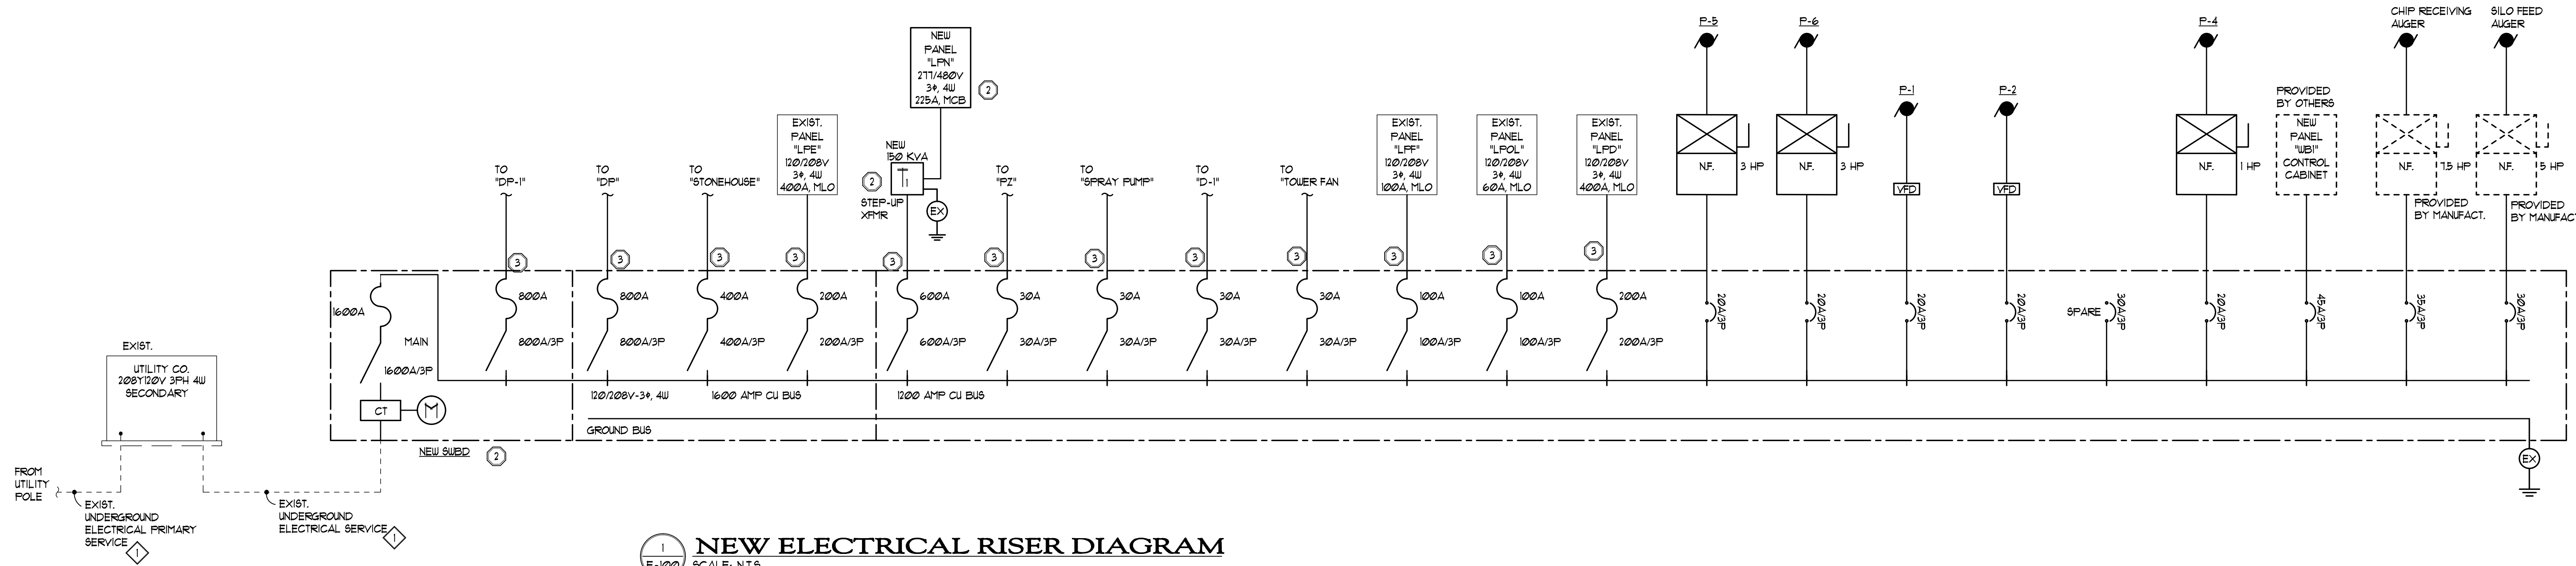 EXIST.
UTILITY CO.
208Y120V 3PH 4W
SECONDARY
FROM
UTILITY
POLE
EXIST.
UNDERGROUND
ELECTRICAL PRIMARY
SERVICE
1
EXIST.
UNDERGROUND
ELECTRICAL SERVICE
1
1600A
MAIN
1600A/3P
CT
M
NEW SWBD
2
TO
"DP-1"
3
800A
800A/3P
TO
"DP"
3
800A
800A/3P
TO
"STONEHOUSE"
3
400A
400A/3P
EXIST.
PANEL
"LPE"
120/208V
3ϕ, 4W
400A, MLO
3
200A
200A/3P
NEW
PANEL
"LPN"
277/480V
3ϕ, 4W
225A, MCB
2
NEW
150 KVA
2
STEP-UP
XFMR
EX
3
600A
600A/3P
TO
"PZ"
3
30A
30A/3P
TO
"SPRAY PUMP"
3
30A
30A/3P
TO
"D-1"
3
30A
30A/3P
TO
"TOWER FAN
3
30A
30A/3P
EXIST.
PANEL
"LPF"
120/208V
3ϕ, 4W
100A, MLO
3
100A
100A/3P
EXIST.
PANEL
"LPOL"
120/208V
3ϕ, 4W
60A, MLO
3
100A
100A/3P
EXIST.
PANEL
"LPD"
120/208V
3ϕ, 4W
400A, MLO
3
200A
200A/3P
P-5
N.F.
3 HP
20A/3P
P-6
N.F.
3 HP
20A/3P
P-1
VFD
20A/3P
P-2
VFD
20A/3P
SPARE
30A/3P
P-4
N.F.
1 HP
20A/3P
PROVIDED
BY OTHERS
NEW
PANEL
"WB1"
CONTROL
CABINET
45A/3P
CHIP RECEIVING
AUGER
N.F.
7.5 HP
PROVIDED
BY MANUFACT.
35A/3P
SILO FEED
AUGER
N.F.
5 HP
PROVIDED
BY MANUFACT
30A/3P
120/208V-3ϕ, 4W
1600 AMP CU BUS
1200 AMP CU BUS
GROUND BUS
EX
1
E-100
NEW ELECTRICAL RISER DIAGRAM
SCALE: N.T.S.